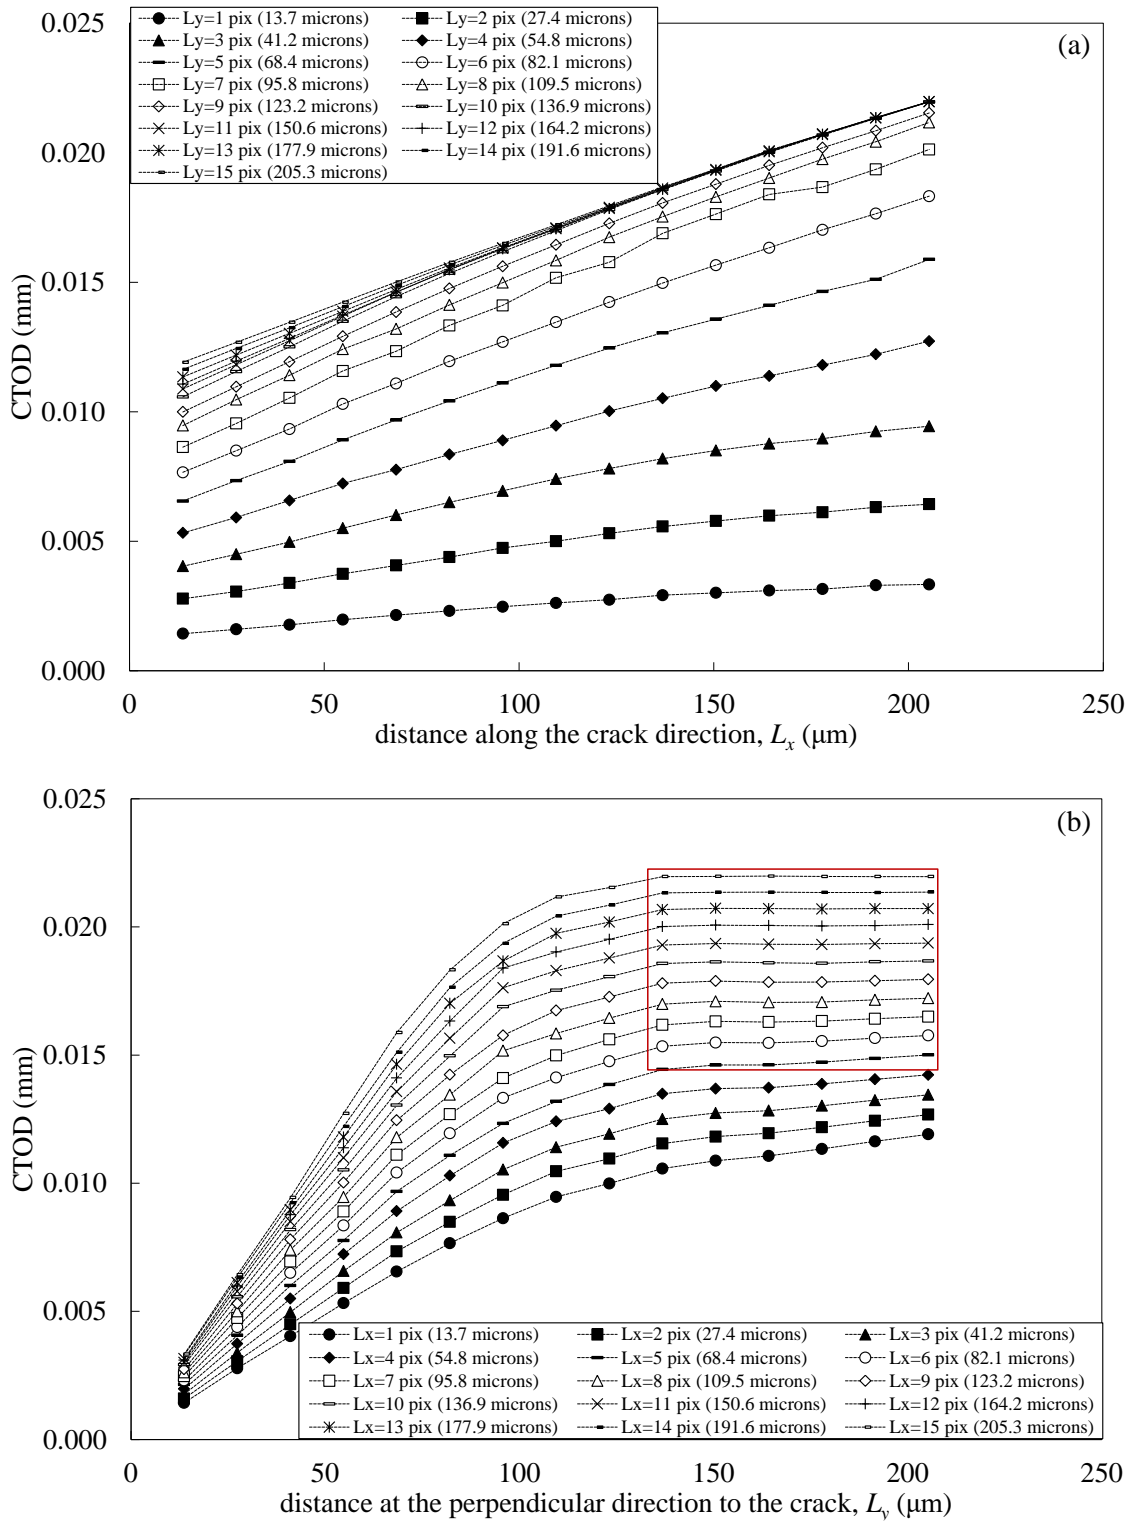 0.025
(a)
Ly=1 pix (13.7 microns) Ly=2 pix (27.4 microns)
Ly=3 pix (41.2 microns) Ly=4 pix (54.8 microns)
Ly=5 pix (68.4 microns) Ly=6 pix (82.1 microns)
Ly=7 pix (95.8 microns) Ly=8 pix (109.5 microns)
Ly=9 pix (123.2 microns) Ly=10 pix (136.9 microns)
Ly=11 pix (150.6 microns) Ly=12 pix (164.2 microns)
Ly=13 pix (177.9 microns) Ly=14 pix (191.6 microns)
Ly=15 pix (205.3 microns)
0.020
0.015
CTOD (mm)
0.010
0.005
0.000
0 50 100 150 200 250
distance along the crack direction, Lx (μm)
0.025
(b)
0.020
0.015
CTOD (mm)
0.010
0.005
Lx=1 pix (13.7 microns) Lx=2 pix (27.4 microns) Lx=3 pix (41.2 microns)
Lx=4 pix (54.8 microns) Lx=5 pix (68.4 microns) Lx=6 pix (82.1 microns)
Lx=7 pix (95.8 microns) Lx=8 pix (109.5 microns) Lx=9 pix (123.2 microns)
Lx=10 pix (136.9 microns) Lx=11 pix (150.6 microns) Lx=12 pix (164.2 microns)
Lx=13 pix (177.9 microns) Lx=14 pix (191.6 microns) Lx=15 pix (205.3 microns)
0.000
0 50 100 150 200 250
distance at the perpendicular direction to the crack, Ly (μm)